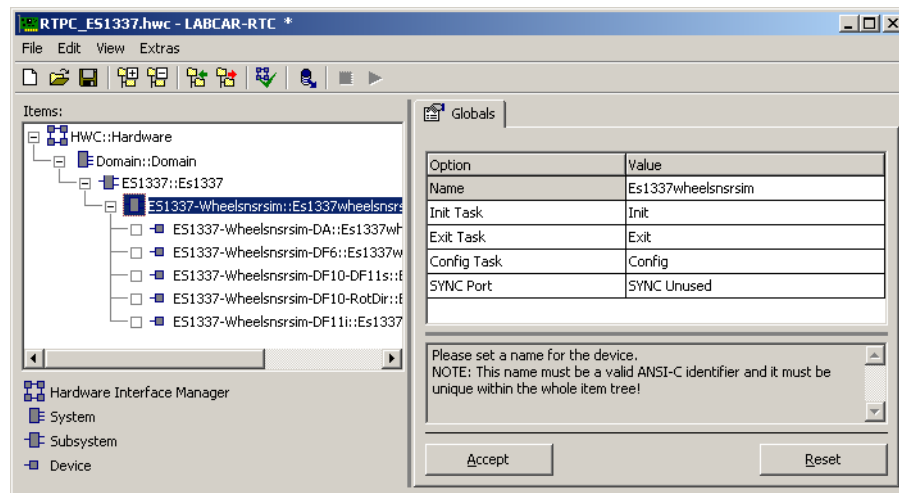 RTPC_ES1337.hwc - LABCAR-RTC *
File Edit View Extras
Items:
HWC::Hardware
Domain::Domain
ES1337::Es1337
ES1337-Wheelsnsrsim::Es1337wheelsnsrs
ES1337-Wheelsnsrsim-DA::Es1337wh
ES1337-Wheelsnsrsim-DF6::Es1337w
ES1337-Wheelsnsrsim-DF10-DF11s::E
ES1337-Wheelsnsrsim-DF10-RotDir::E
ES1337-Wheelsnsrsim-DF11i::Es1337
Hardware Interface Manager
System
Subsystem
Device
Globals
Option Value
Name Es1337wheelsnsrsim
Init Task Init
Exit Task Exit
Config Task Config
SYNC Port SYNC Unused
Please set a name for the device.
NOTE: This name must be a valid ANSI-C identifier and it must be
unique within the whole item tree!
Accept Reset